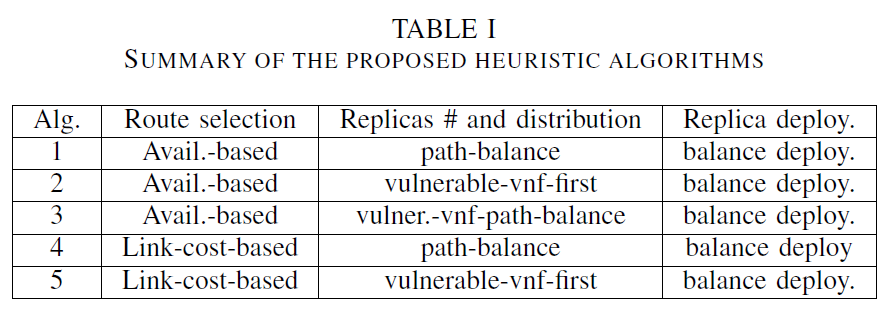 TABLE I
SUMMARY OF THE PROPOSED HEURISTIC ALGORITHMS
Alg. Route selection Replicas # and distribution Replica deploy.
1 Avail.-based path-balance balance deploy.
2 Avail.-based vulnerable-vnf-first balance deploy.
3 Avail.-based vulner.-vnf-path-balance balance deploy.
4 Link-cost-based path-balance balance deploy
5 Link-cost-based vulnerable-vnf-first balance deploy.